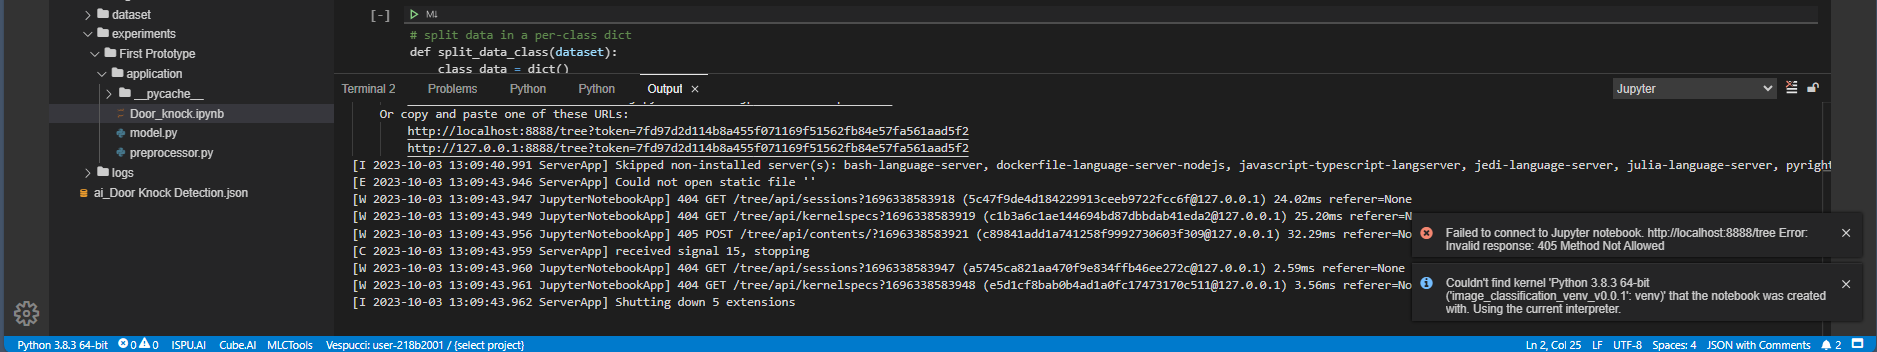 dataset
experiments
First Prototype
application
__pycache__
Door_knock.ipynb
model.py
preprocessor.py
logs
ai_Door Knock Detection.json
[-]
M↓
# split data in a per-class dict
def split_data_class(dataset):
class_data = dict()
Terminal 2 Problems Python Python Output
Jupyter
Or copy and paste one of these URLs:
http://localhost:8888/tree?token=7fd97d2d114b8a455f071169f51562fb84e57fa561aad5f2
http://127.0.0.1:8888/tree?token=7fd97d2d114b8a455f071169f51562fb84e57fa561aad5f2
[I 2023-10-03 13:09:40.991 ServerApp] Skipped non-installed server(s): bash-language-server, dockerfile-language-server-nodejs, javascript-typescript-langserver, jedi-language-server, julia-language-server, pyright
[E 2023-10-03 13:09:43.946 ServerApp] Could not open static file ''
[W 2023-10-03 13:09:43.947 JupyterNotebookApp] 404 GET /tree/api/sessions?1696338583918 (5c47f9de4d184229913ceeb9722fcc6f@127.0.0.1) 24.02ms referer=None
[W 2023-10-03 13:09:43.949 JupyterNotebookApp] 404 GET /tree/api/kernelspecs?1696338583919 (c1b3a6c1ae144694bd87dbbdab41eda2@127.0.0.1) 25.20ms referer=N
[W 2023-10-03 13:09:43.956 JupyterNotebookApp] 405 POST /tree/api/contents/?1696338583921 (c89841add1a741258f9992730603f309@127.0.0.1) 32.29ms referer=No
[C 2023-10-03 13:09:43.959 ServerApp] received signal 15, stopping
[W 2023-10-03 13:09:43.960 JupyterNotebookApp] 404 GET /tree/api/sessions?1696338583947 (a5745ca821aa470f9e834ffb46ee272c@127.0.0.1) 2.59ms referer=None
[W 2023-10-03 13:09:43.961 JupyterNotebookApp] 404 GET /tree/api/kernelspecs?1696338583948 (e5d1cf8bab0b4ad1a0fc17473170c511@127.0.0.1) 3.56ms referer=
[I 2023-10-03 13:09:43.962 ServerApp] Shutting down 5 extensions
Failed to connect to Jupyter notebook. http://localhost:8888/tree Error:
Invalid response: 405 Method Not Allowed
Couldn't find kernel 'Python 3.8.3 64-bit
('image_classification_venv_v0.0.1': venv)' that the notebook was created
with. Using the current interpreter.
Python 3.8.3 64-bit 0 0 ISPU.AI Cube.AI MLCTools Vespucci: user-218b2001 / {select project} Ln 2, Col 25 LF UTF-8 Spaces: 4 JSON with Comments 2